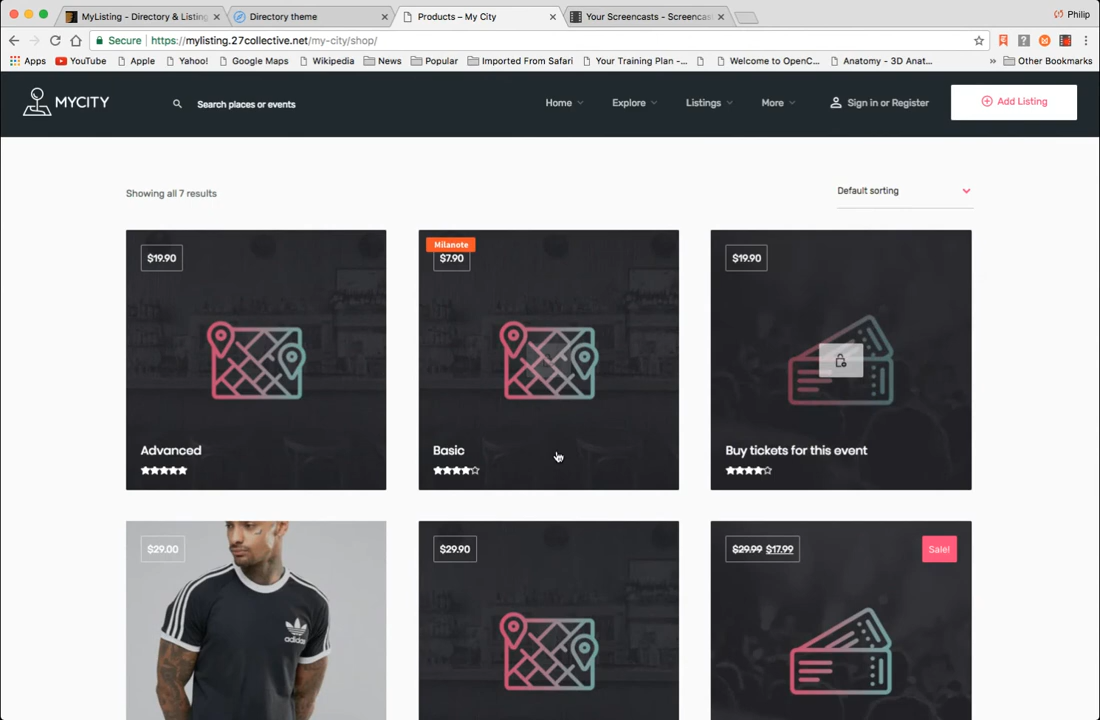 MyListing - Directory & Listing
Directory theme
Products – My City
Your Screencasts - Screencas
Philip
Secure
https://mylisting.27collective.net/my-city/shop/
Apps
YouTube
Apple
Yahoo!
Google Maps
Wikipedia
News
Popular
Imported From Safari
Your Training Plan -...
Welcome to OpenC...
Anatomy - 3D Anat...
»
Other Bookmarks
MYCITY
Search places or events
Home
Explore
Listings
More
Sign in or Register
Add Listing
Showing all 7 results
Default sorting
$19.90
Milanote
$7.90
$19.90
Advanced
Basic
Buy tickets for this event
$29.00
$29.90
$29.99 $17.99
Sale!
adidas